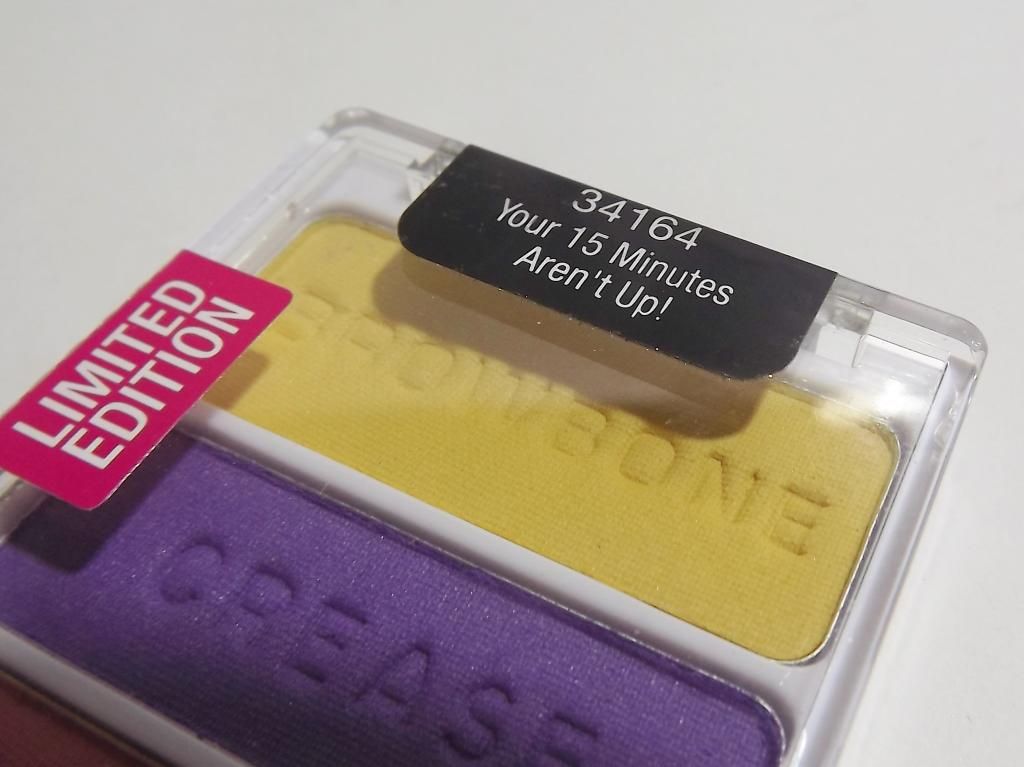 34164
Your 15 Minutes
Aren't Up!
LIMITED
EDITION
BROWBONE
CREASE